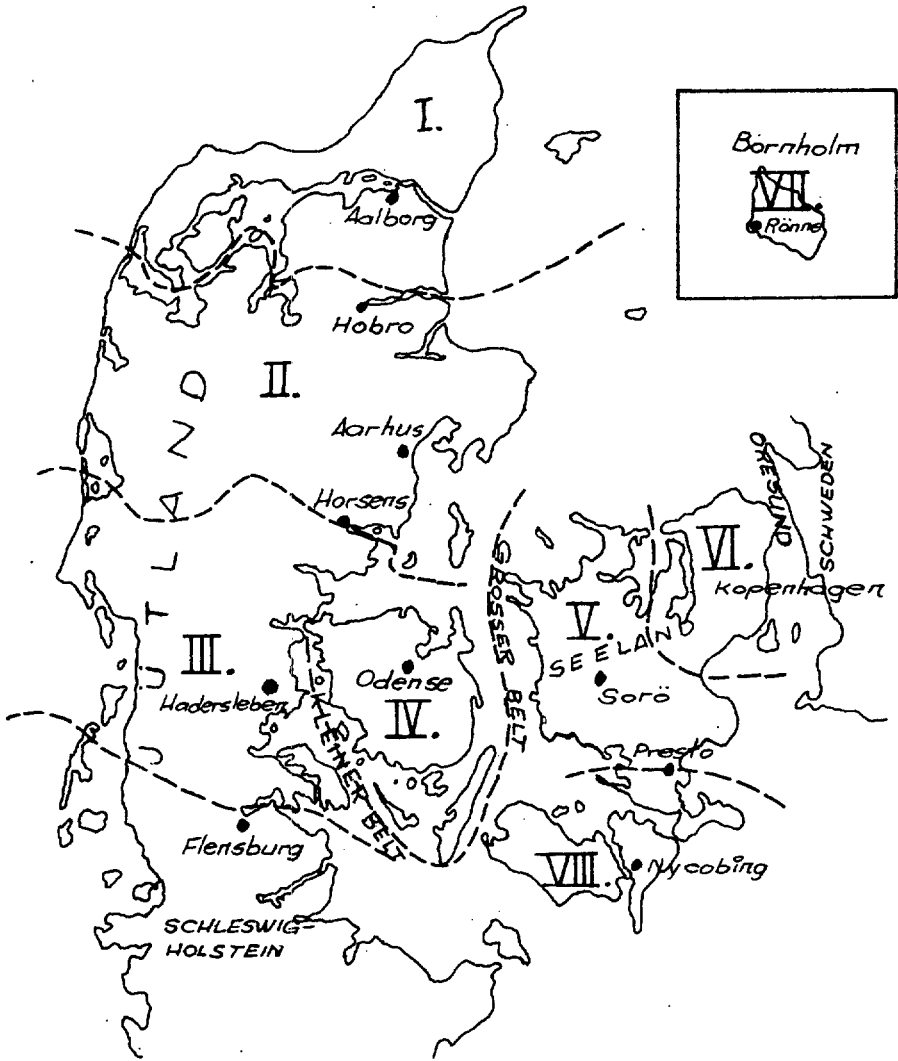 I.
Börnholm
VII.
Rönne
Aalborg
Hobro
II.
JUTLAND
Aarhus
Horsens
ÖRESUND
SCHWEDEN
VI.
Kopenhagen
GROSSER BELT
V.
SEELAND
III.
Odense
Sorö
Hadersleben
IV.
KLEINER BELT
Presto
Flensburg
VIII.
Nycobing
SCHLESWIG=
HOLSTEIN